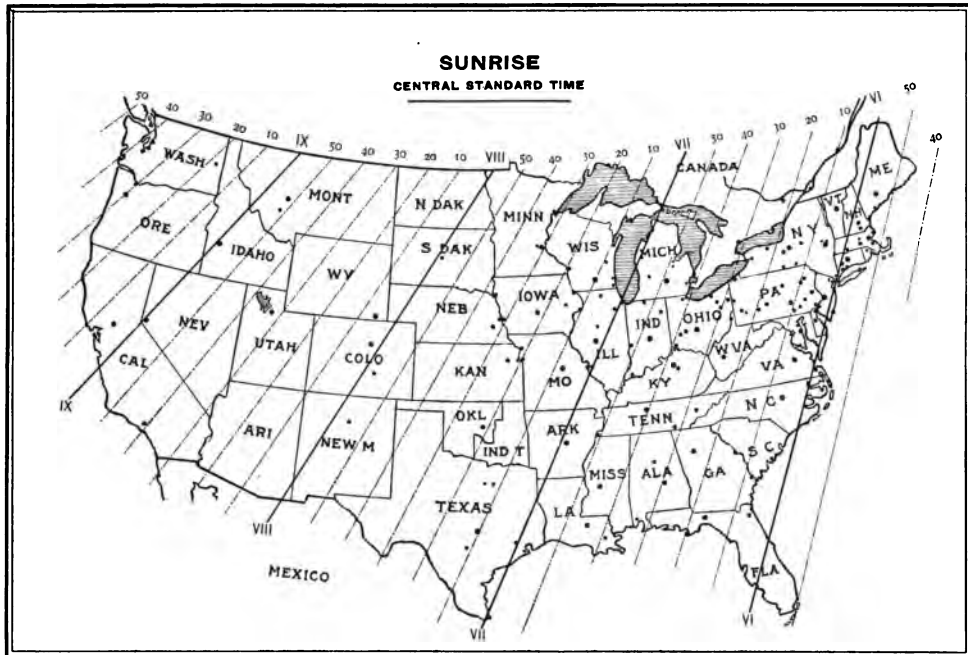 SUNRISE
CENTRAL STANDARD TIME
50 40 30 20 10 IX 50 40 30 20 10 VIII 50 40 30 20 10 VII 50 40 30 20 10 VI 50
40
CANADA
WASH
MONT
N DAK
MINN
ME
VT
NH
ORE
IDAHO
S DAK
WIS
MICH
N Y
WY
IOWA
PA
NEB
NEV
UTAH
COLO
ILL
IND
OHIO
W VA
CAL
KAN
MO
KY
VA
IX
ARI
NEW M
OKL
IND T
ARK
TENN
N C
S C
MISS
ALA
GA
TEXAS
LA
VIII
MEXICO
FLA
VII
VI